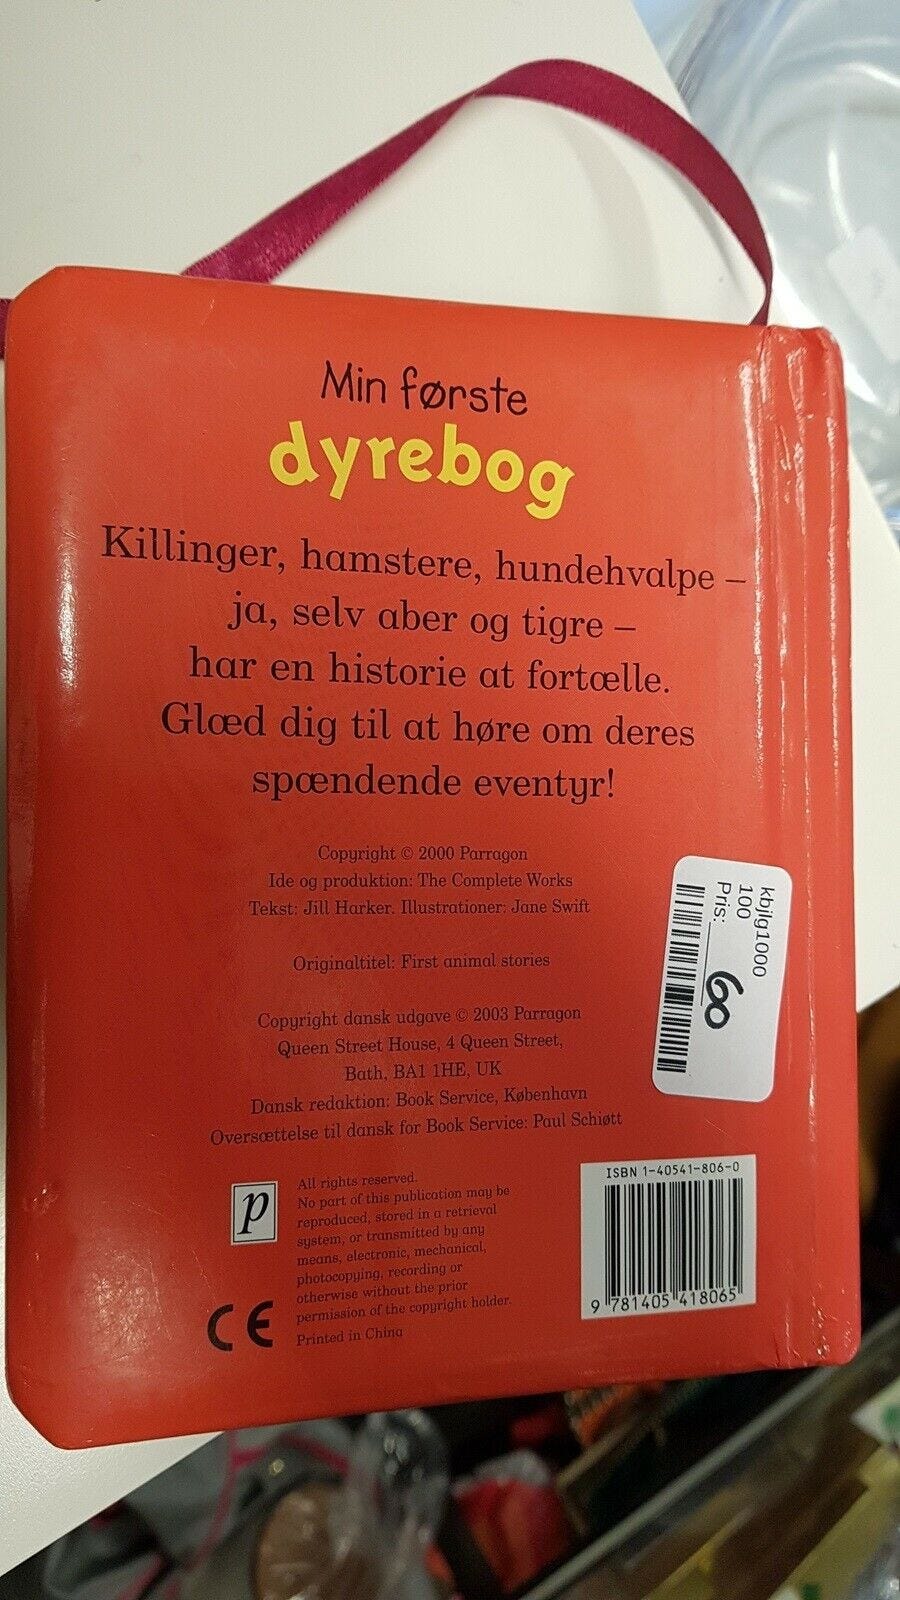 Min første
dyrebog
Killinger, hamstere, hundehvalpe –
ja, selv aber og tigre –
har en historie at fortælle.
Glæd dig til at høre om deres
spændende eventyr!
Copyright © 2000 Parragon
Ide og produktion: The Complete Works
Tekst: Jill Harker. Illustrationer: Jane Swift
Originaltitel: First animal stories
Copyright dansk udgave © 2003 Parragon
Queen Street House, 4 Queen Street,
Bath, BA1 1HE, UK
Dansk redaktion: Book Service, København
Oversættelse til dansk for Book Service: Paul Schiøtt
kbjlg1000
100
Pris: 60
p
All rights reserved.
No part of this publication may be
reproduced, stored in a retrieval
system, or transmitted by any
means, electronic, mechanical,
photocopying, recording or
otherwise without the prior
permission of the copyright holder.
Printed in China
CE
ISBN 1-40541-806-0
9 781405 418065